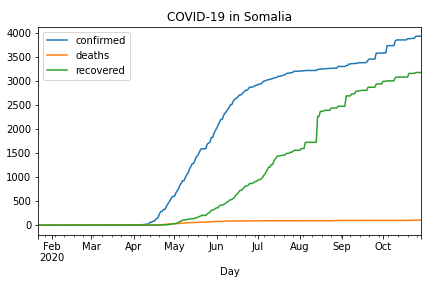 COVID-19 in Somalia
4000
3500
3000
2500
2000
1500
1000
500
0
confirmed
deaths
recovered
Feb Mar Apr May Jun Jul Aug Sep Oct
2020
Day